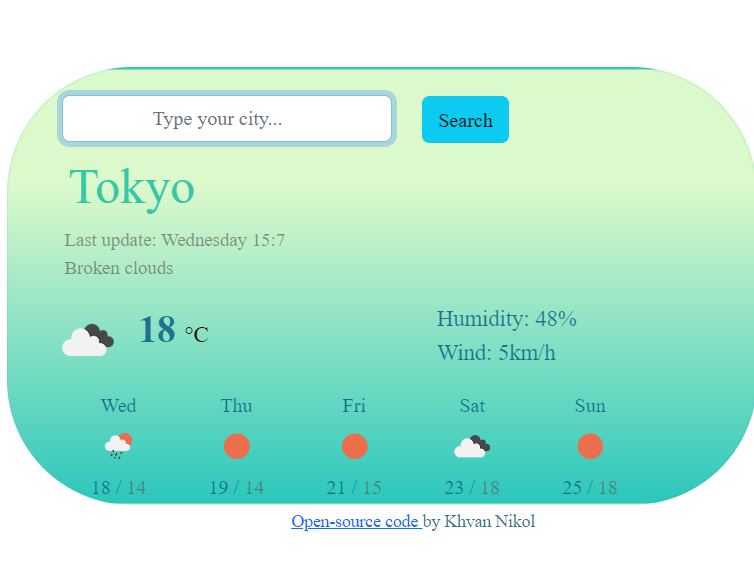 Type your city...
Search
Tokyo
Last update: Wednesday 15:7
Broken clouds
18 °C
Humidity: 48%
Wind: 5km/h
Wed Thu Fri Sat Sun
18 / 14 19 / 14 21 / 15 23 / 18 25 / 18
Open-source code by Khvan Nikol